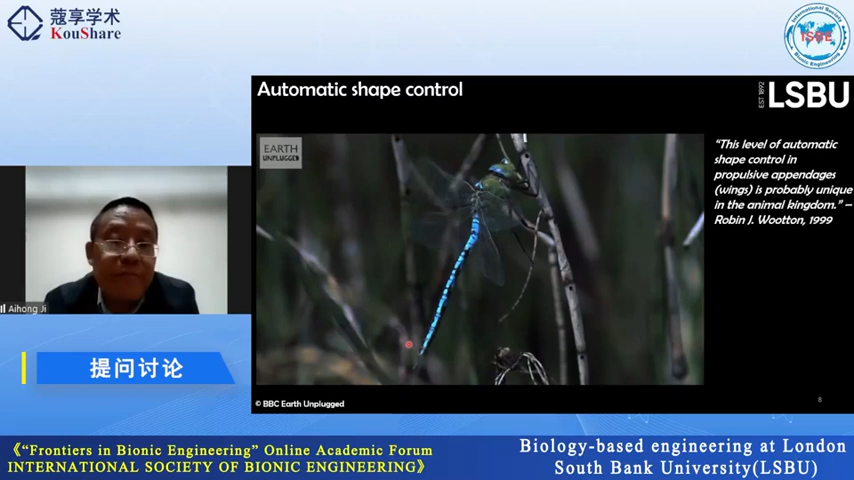 蔻享学术
KouShare
International Society
ISBE
Bionic Engineering
Automatic shape control
EST 1892
LSBU
EARTH
UNPLUGGED
"This level of automatic
shape control in
propulsive appendages
(wings) is probably unique
in the animal kingdom." –
Robin J. Wootton, 1999
Aihong Ji
提问讨论
© BBC Earth Unplugged
8
《"Frontiers in Bionic Engineering" Online Academic Forum
INTERNATIONAL SOCIETY OF BIONIC ENGINEERING》
Biology-based engineering at London
South Bank University(LSBU)